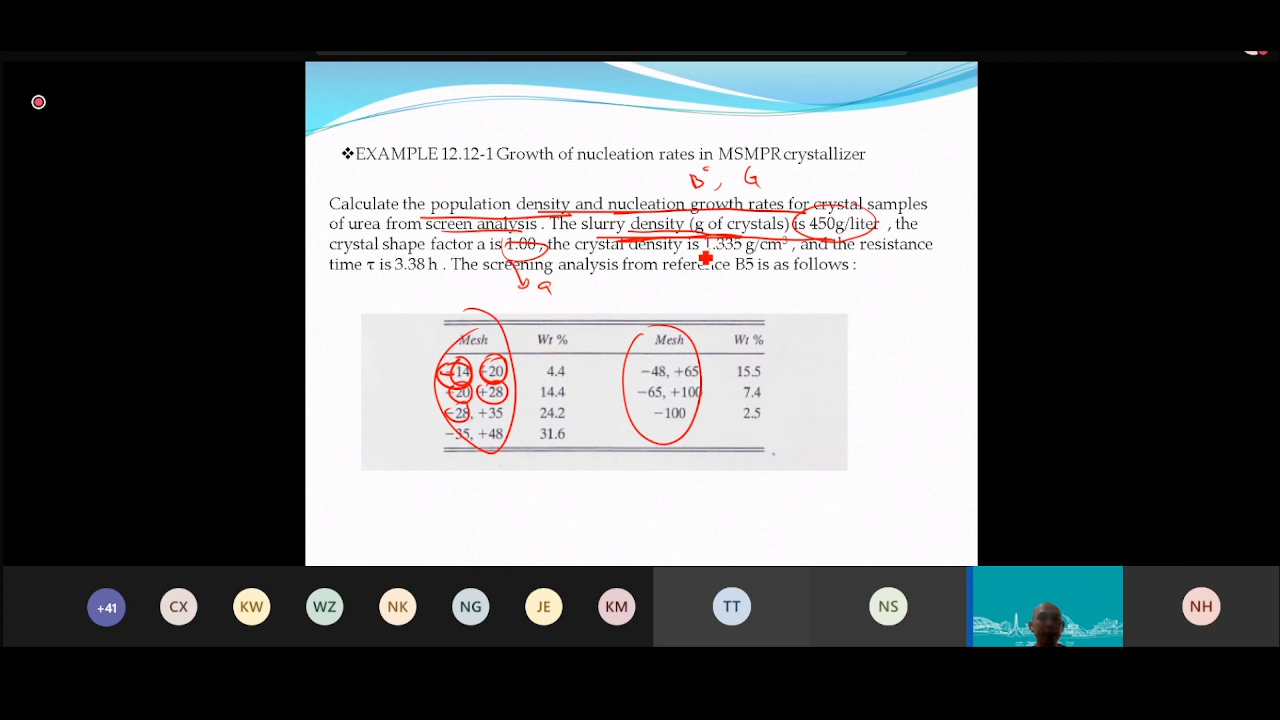 ❖EXAMPLE 12.12-1 Growth of nucleation rates in MSMPR crystallizer
B°, G
Calculate the population density and nucleation growth rates for crystal samples
of urea from screen analysis . The slurry density (g of crystals) is 450g/liter , the
crystal shape factor a is 1.00 , the crystal density is 1.335 g/cm³ , and the resistance
time τ is 3.38 h . The screening analysis from reference B5 is as follows :
a
Mesh Wt % Mesh Wt %
−14 +20 4.4 −48, +65 15.5
−20, +28 14.4 −65, +100 7.4
−28, +35 24.2 −100 2.5
−35, +48 31.6
+41 CX KW WZ NK NG JE KM TT NS NH